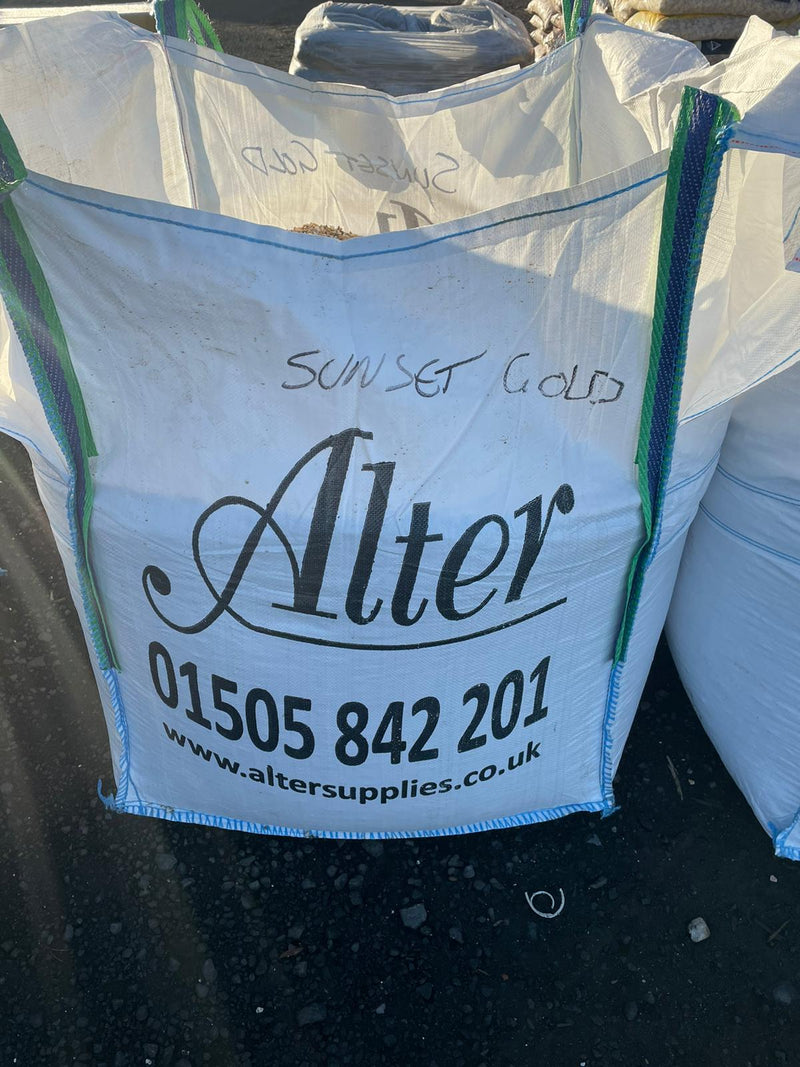 SUNSET GOLD
SUNSET GOLD
Alter
01505 842 201
www.altersupplies.co.uk